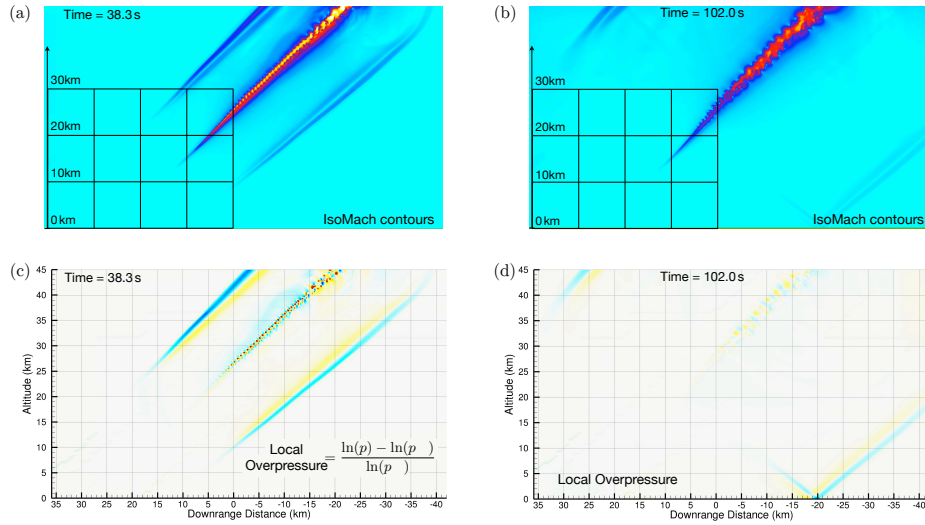 (a)
Time = 38.3 s
30km
20km
10km
0 km
IsoMach contours
(b)
Time = 102.0 s
30km
20km
10km
0 km
IsoMach contours
(c)
Time = 38.3 s
45
40
35
30
25
20
15
10
5
0
Altitude (km)
Local Overpressure = ln(p) − ln(p ) / ln(p )
35 30 25 20 15 10 5 0 -5 -10 -15 -20 -25 -30 -35 -40
Downrange Distance (km)
(d)
Time = 102.0 s
45
40
35
30
25
20
15
10
5
0
Altitude (km)
Local Overpressure
35 30 25 20 15 10 5 0 -5 -10 -15 -20 -25 -30 -35 -40
Downrange Distance (km)